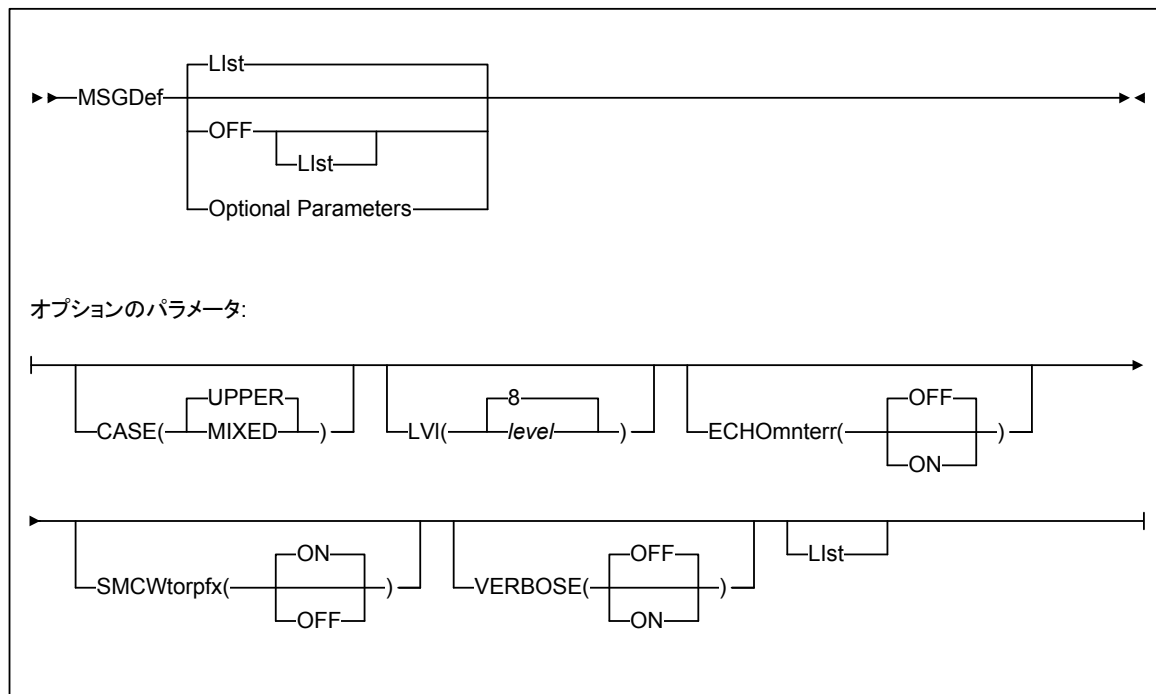 LIst
MSGDef
OFF
LIst
Optional Parameters
オプションのパラメータ:
UPPER
8
OFF
CASE( MIXED )
LVl( level )
ECHOmnterr( )
ON
ON
OFF
LIst
SMCWtorpfx( )
VERBOSE( )
OFF
ON